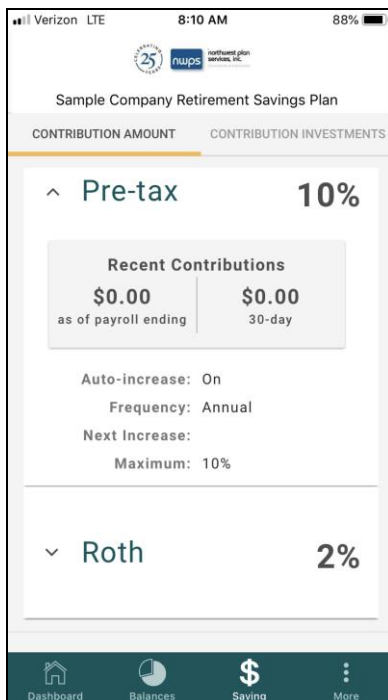 Verizon LTE 8:10 AM 88%
CELEBRATING
25
YEARS
nwps
northwest plan
services, inc.
Sample Company Retirement Savings Plan
CONTRIBUTION AMOUNT CONTRIBUTION INVESTMENTS
Pre-tax 10%
Recent Contributions
$0.00 $0.00
as of payroll ending 30-day
Auto-increase: On
Frequency: Annual
Next Increase:
Maximum: 10%
Roth 2%
$
Dashboard Balances Saving More